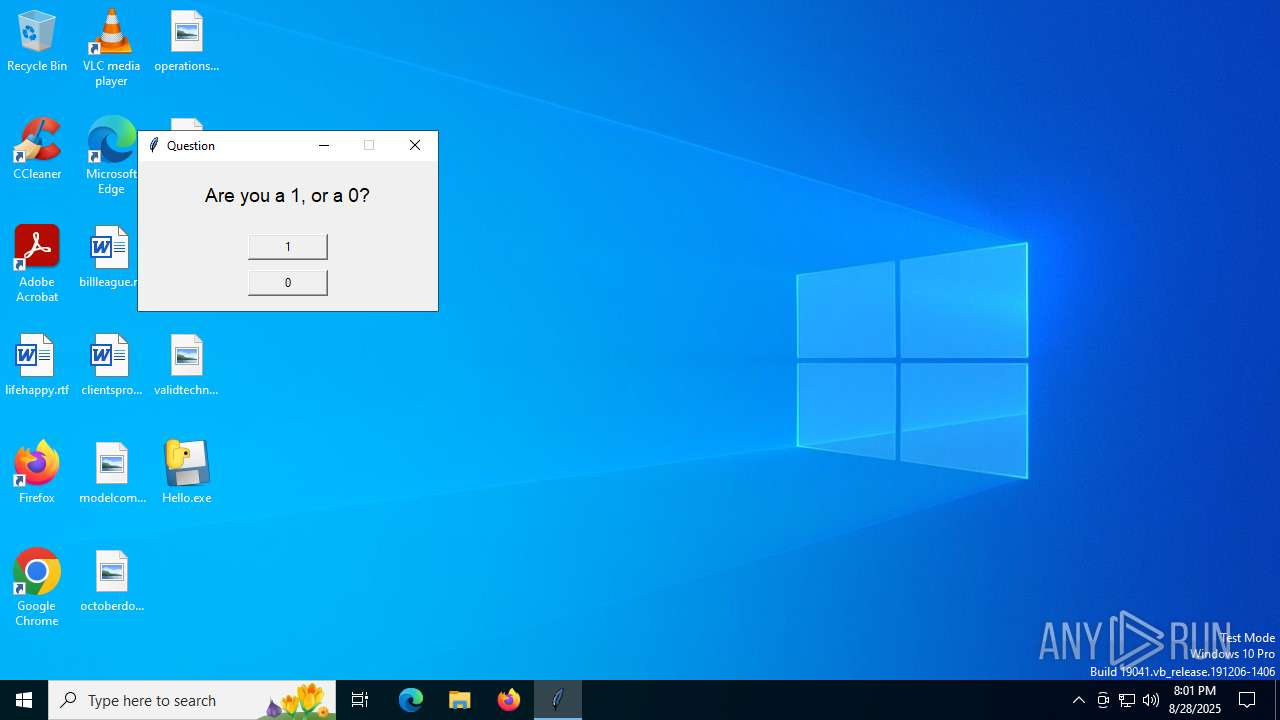 Recycle Bin
VLC media
player
operations...
CCleaner
Microsoft
Edge
Question
Are you a 1, or a 0?
1
0
Adobe
Acrobat
billleague.r
lifehappy.rtf
clientspro...
validtechn...
Firefox
modelcom...
Hello.exe
Google
Chrome
octoberdo...
ANY RUN
Test Mode
Windows 10 Pro
Build 19041.vb_release.191206-1406
Type here to search
8:01 PM
8/28/2025